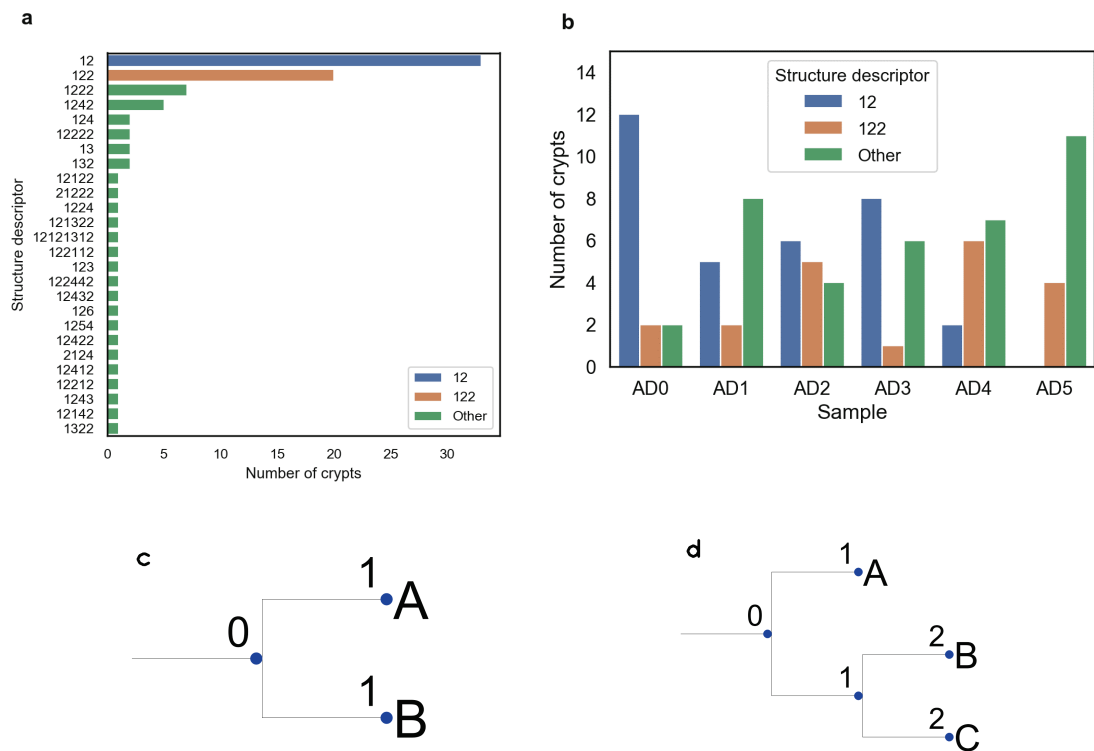 a
Structure descriptor
12
122
1222
1242
124
12222
13
132
12122
21222
1224
121322
12121312
122112
123
122442
12432
126
1254
12422
2124
12412
12212
1243
12142
1322
12
122
Other
0 5 10 15 20 25 30
Number of crypts
b
Number of crypts
14
12
10
8
6
4
2
0
Structure descriptor
12
122
Other
AD0 AD1 AD2 AD3 AD4 AD5
Sample
c
1 A
0
1 B
d
1 A
0
2 B
1
2 C